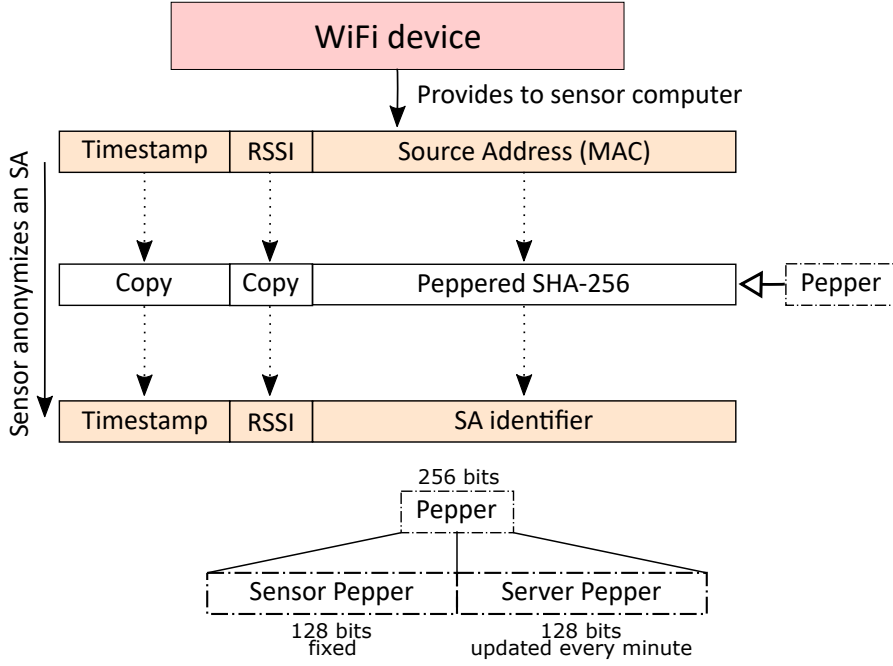 WiFi device
Provides to sensor computer
Timestamp RSSI Source Address (MAC)
Sensor anonymizes an SA
Copy Copy Peppered SHA-256 Pepper
Timestamp RSSI SA identifier
256 bits
Pepper
Sensor Pepper Server Pepper
128 bits 128 bits
fixed updated every minute